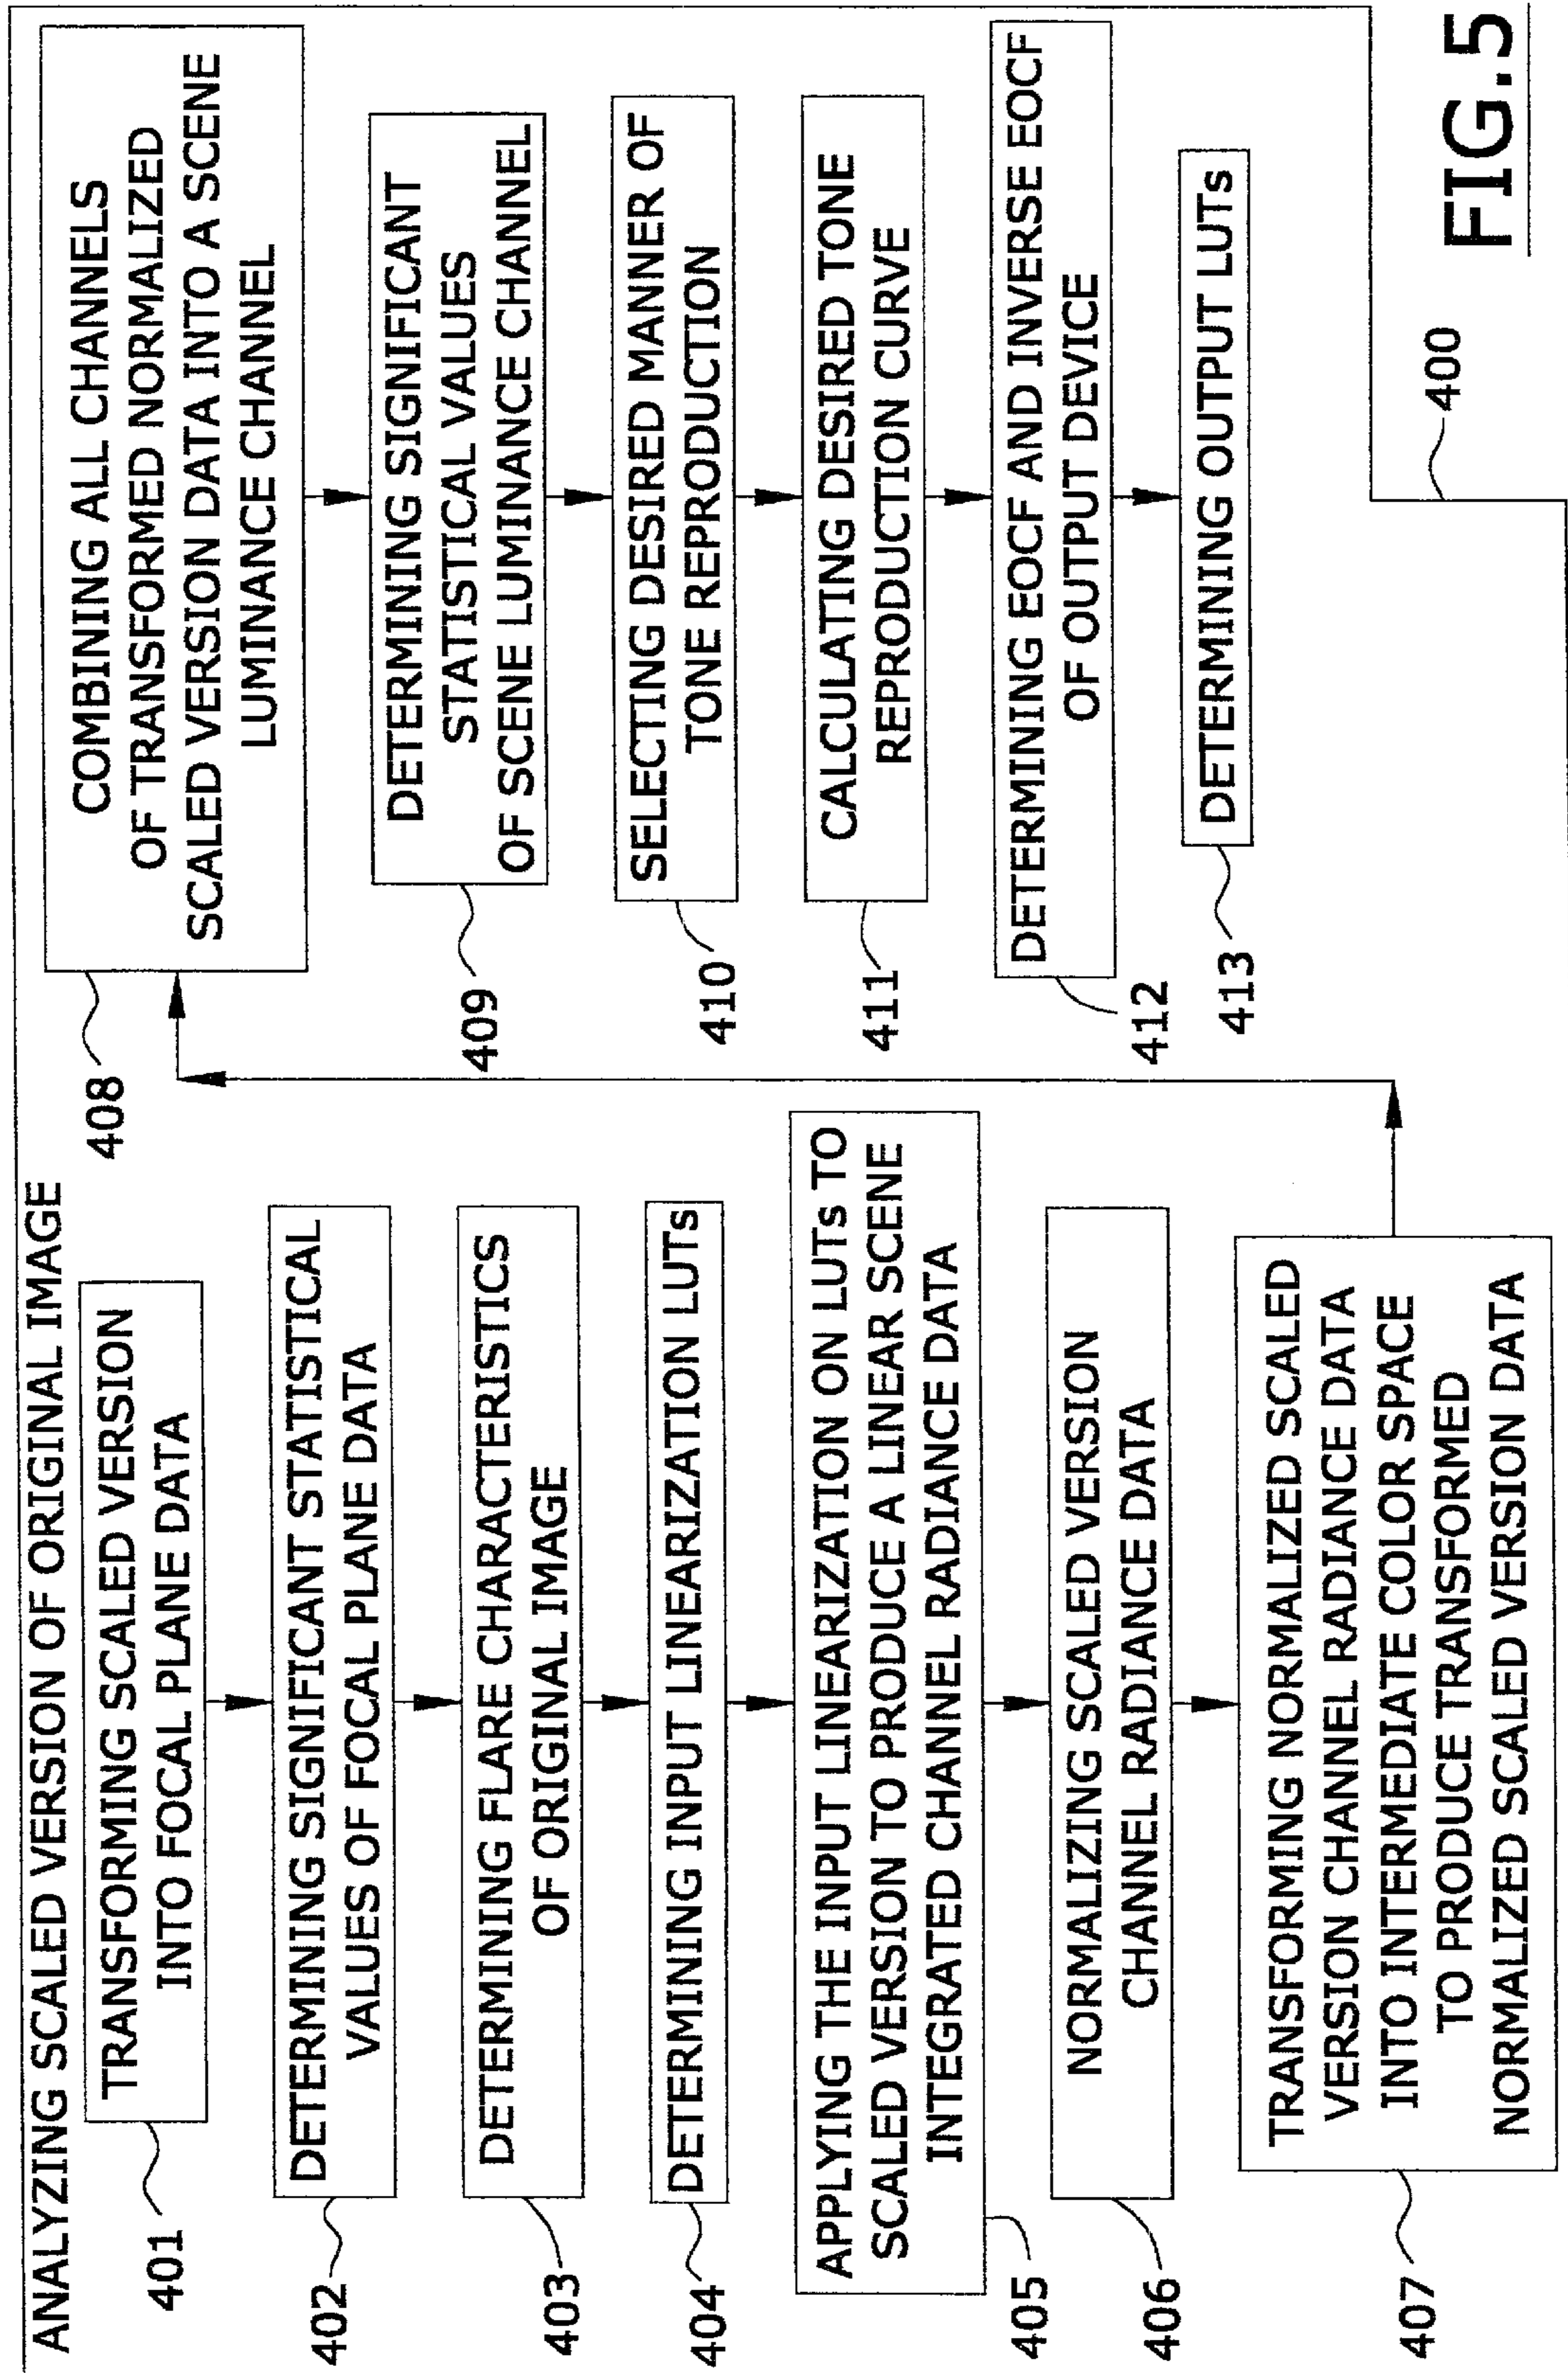 ANALYZING SCALED VERSION OF ORIGINAL IMAGE
TRANSFORMING SCALED VERSION
INTO FOCAL PLANE DATA
401
DETERMINING SIGNIFICANT STATISTICAL
VALUES OF FOCAL PLANE DATA
402
DETERMINING FLARE CHARACTERISTICS
OF ORIGINAL IMAGE
403
DETERMINING INPUT LINEARIZATION LUTs
404
APPLYING THE INPUT LINEARIZATION ON LUTs TO
SCALED VERSION TO PRODUCE A LINEAR SCENE
INTEGRATED CHANNEL RADIANCE DATA
405
NORMALIZING SCALED VERSION
CHANNEL RADIANCE DATA
406
TRANSFORMING NORMALIZED SCALED
VERSION CHANNEL RADIANCE DATA
INTO INTERMEDIATE COLOR SPACE
TO PRODUCE TRANSFORMED
NORMALIZED SCALED VERSION DATA
407
COMBINING ALL CHANNELS
OF TRANSFORMED NORMALIZED
SCALED VERSION DATA INTO A SCENE
LUMINANCE CHANNEL
408
DETERMINING SIGNIFICANT
STATISTICAL VALUES
OF SCENE LUMINANCE CHANNEL
409
SELECTING DESIRED MANNER OF
TONE REPRODUCTION
410
CALCULATING DESIRED TONE
REPRODUCTION CURVE
411
DETERMINING EOCF AND INVERSE EOCF
OF OUTPUT DEVICE
412
DETERMINING OUTPUT LUTs
413
400
FIG.5